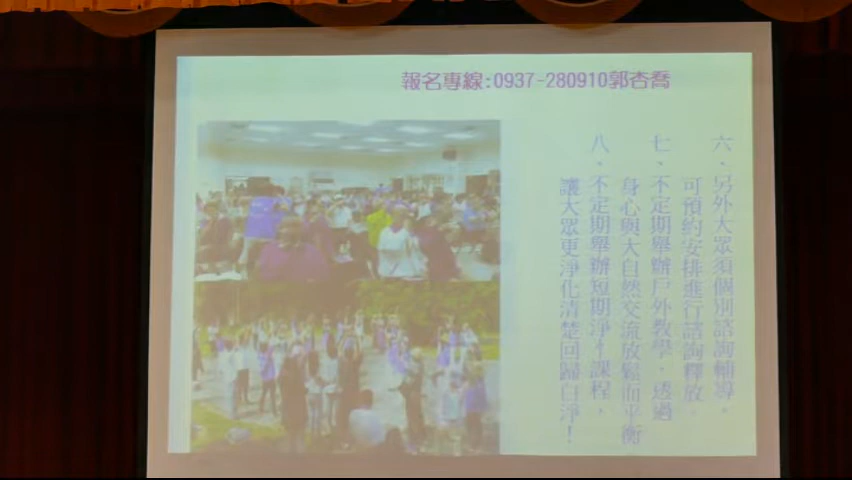 報名專線:0937-280910郭杏喬
六、另外大眾須個別諮詢輔導，
可預約安排進行諮詢釋放。
七、不定期舉辦戶外教學，透過
身心與大自然交流放鬆而平衡
八、不定期舉辦短期淨化課程，
讓大眾更淨化清楚回歸白淨！